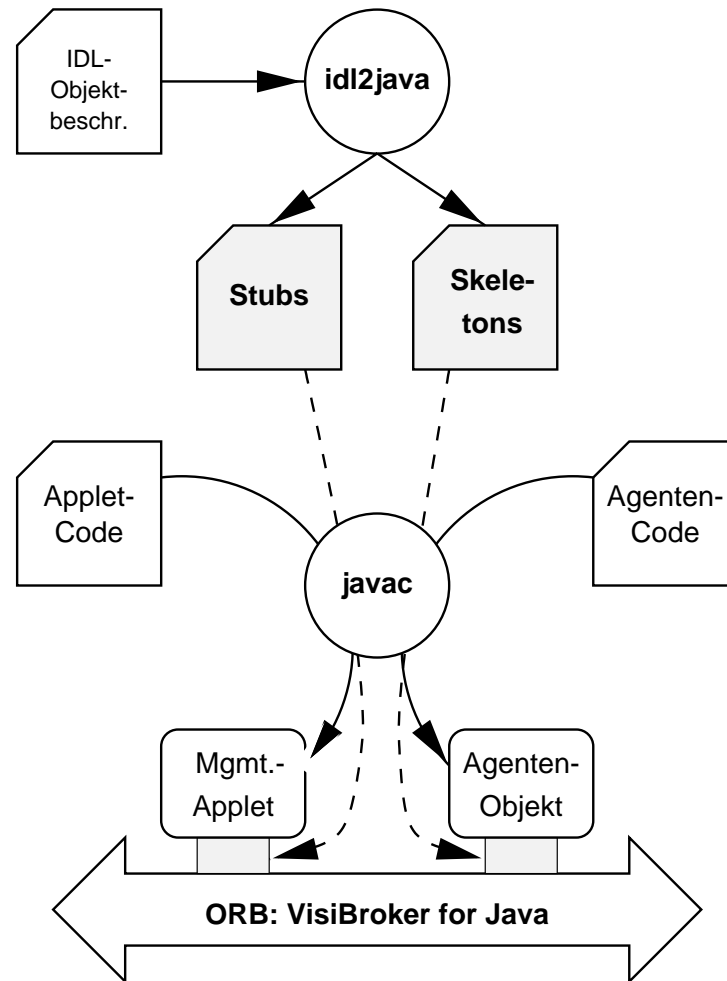 IDL-
Objekt-
beschr.
idl2java
Stubs
Skele-
tons
Applet-
Code
Agenten-
Code
javac
Mgmt.-
Applet
Agenten-
Objekt
ORB: VisiBroker for Java